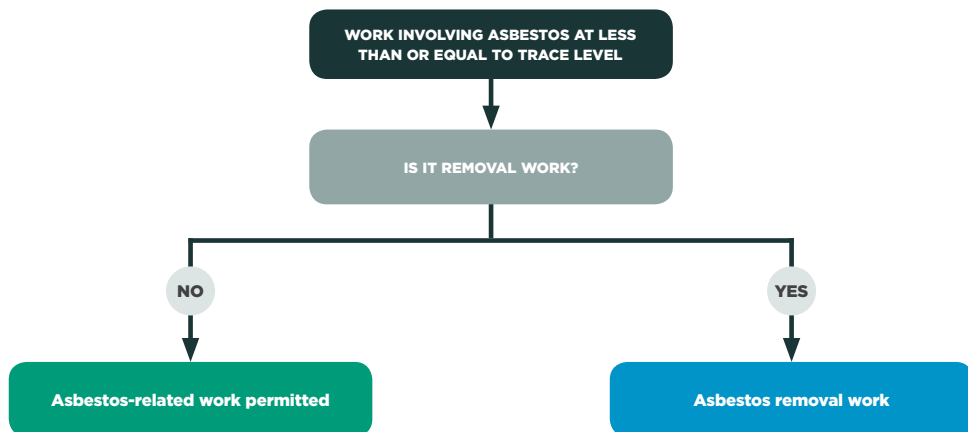 WORK INVOLVING ASBESTOS AT LESS
THAN OR EQUAL TO TRACE LEVEL
IS IT REMOVAL WORK?
NO
YES
Asbestos-related work permitted
Asbestos removal work